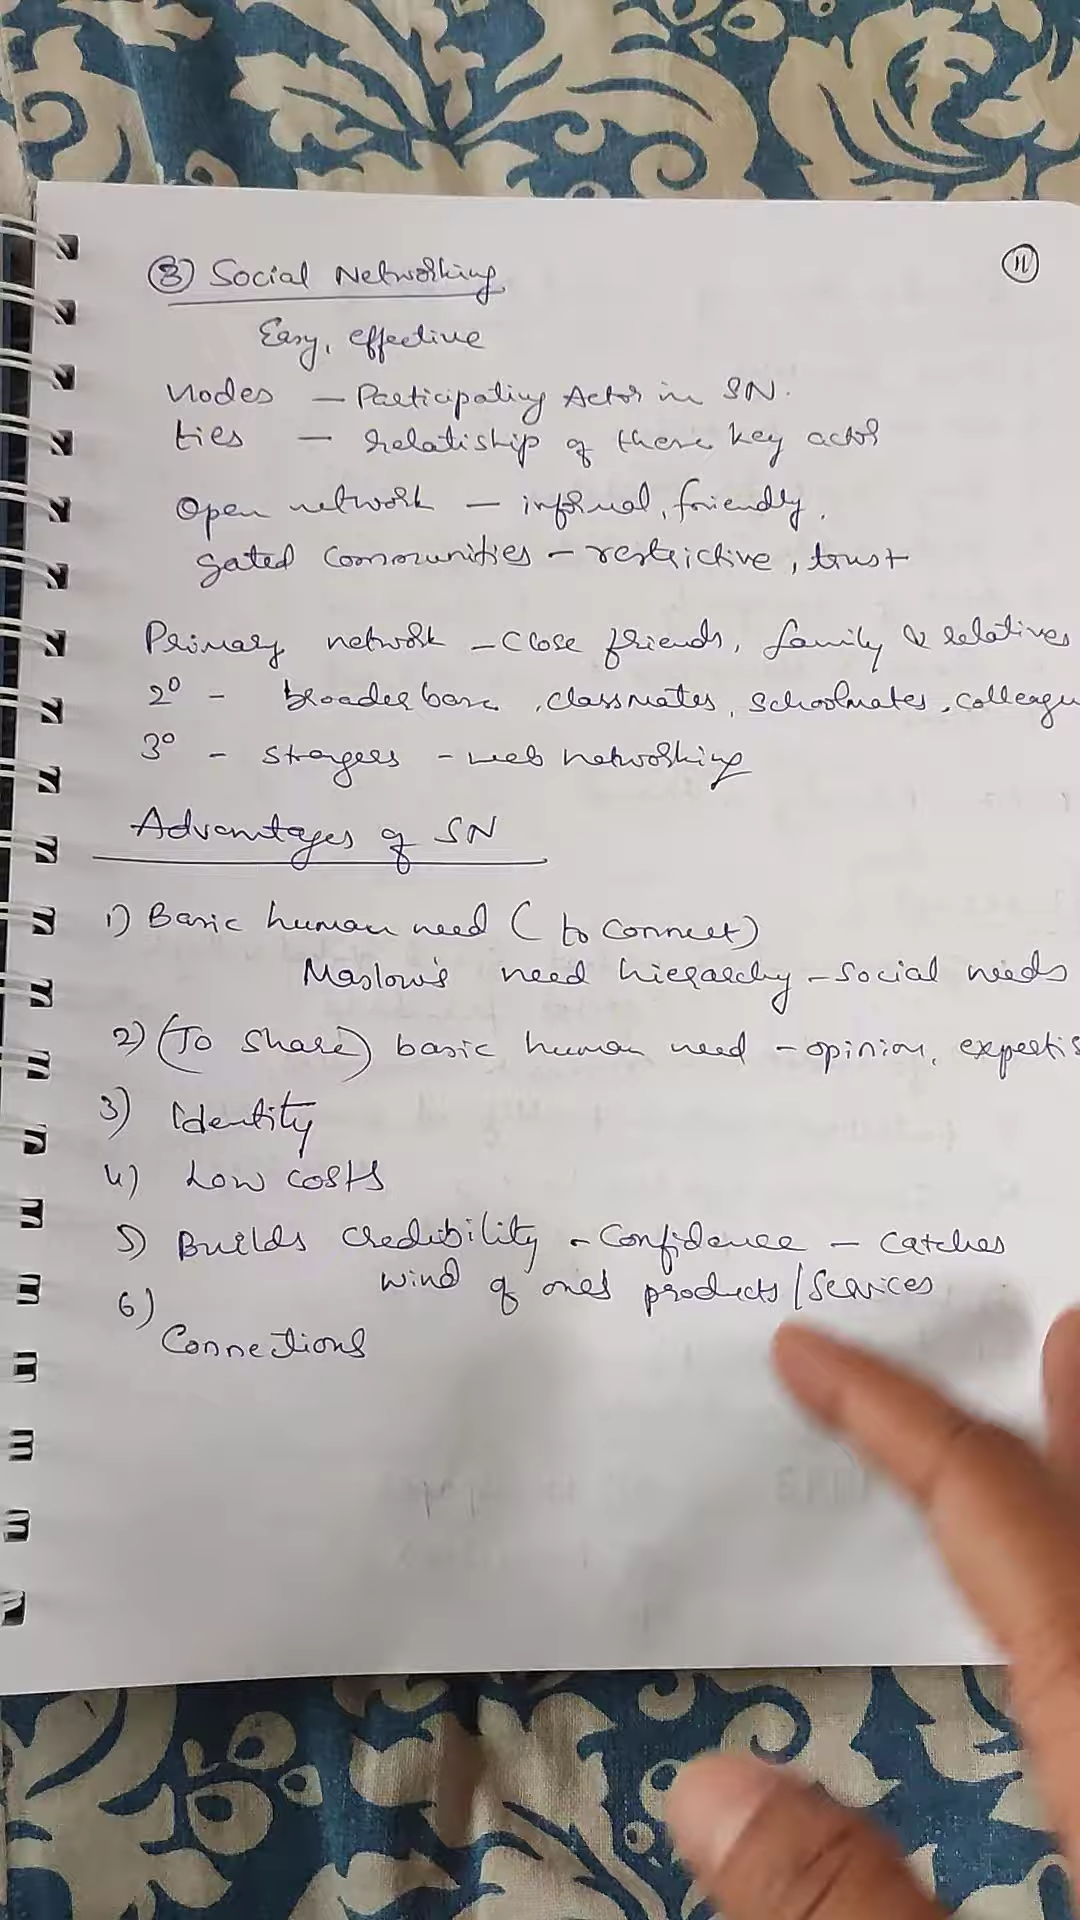 ③ Social Networking
11
Easy, effective
Nodes — Participating Actor in SN.
ties — relatiship of these key actor
Open network — informal, friendly.
gated communities – restrictive, trust
Primary network – close friends, family & relatives
2° - broader base, classmates, schoolmates, colleagu
3° - strangers - web networking
Advantages of SN
1) Basic human need (to connect)
Maslow's need hierarchy – social needs
2) (To share) basic human need – opinion, expertis
3) Identity
4) Low costs
5) Builds credibility - confidence – catches
wind of ones products/services
6)
Connections